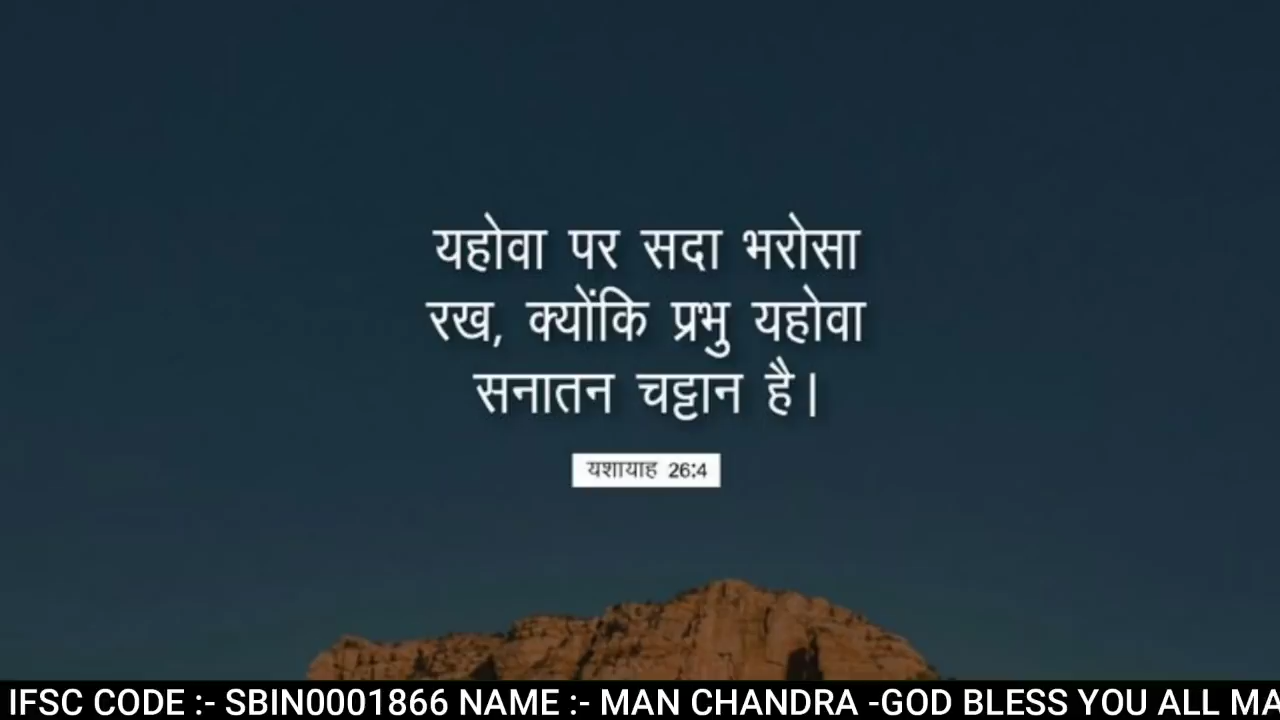 यहोवा पर सदा भरोसा
रख, क्योंकि प्रभु यहोवा
सनातन चट्टान है।
यशायाह 26:4
IFSC CODE :- SBIN0001866 NAME :- MAN CHANDRA -GOD BLESS YOU ALL MA